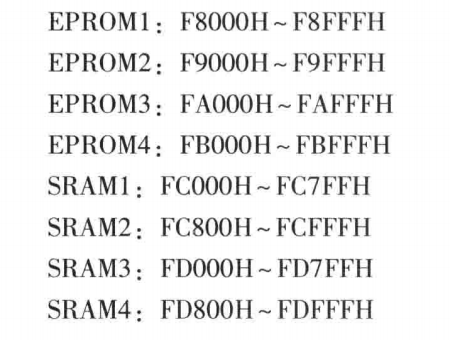 EPROM1: F8000H~F8FFFH
EPROM2: F9000H~F9FFFH
EPROM3: FA000H~FAFFFH
EPROM4: FB000H~FBFFFH
SRAM1: FC000H~FC7FFH
SRAM2: FC800H~FCFFFH
SRAM3: FD000H~FD7FFH
SRAM4: FD800H~FDFFFH